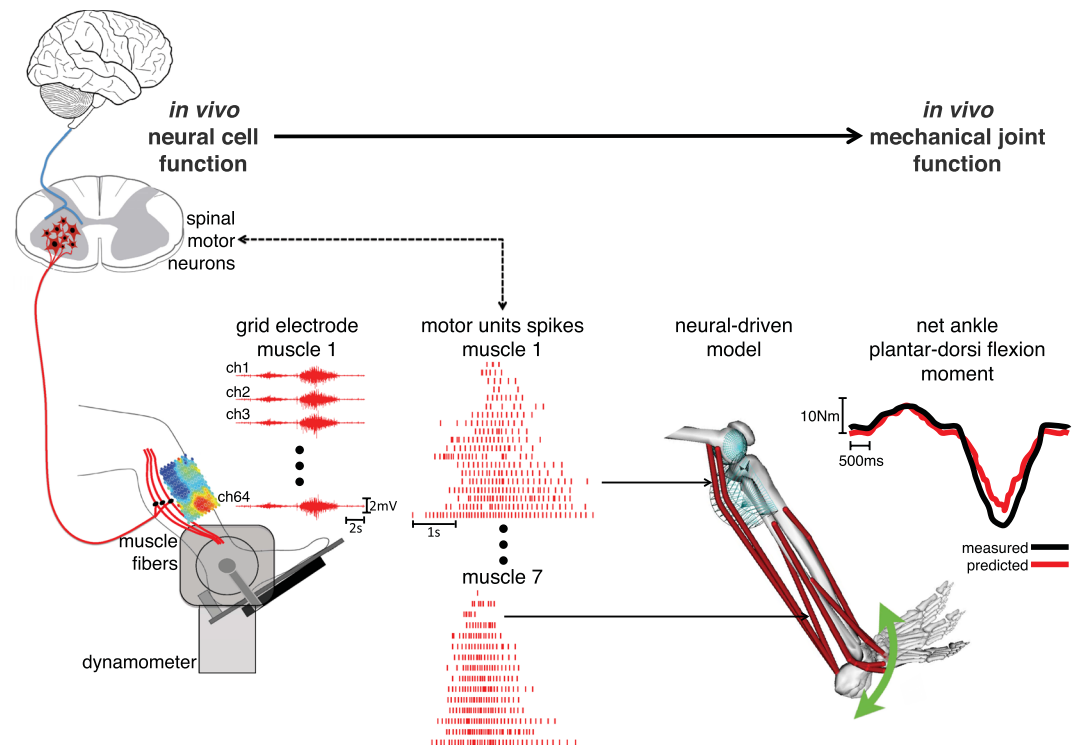 in vivo
neural cell
function
in vivo
mechanical joint
function
spinal
motor
neurons
grid electrode
muscle 1
ch1
ch2
ch3
ch64
2mV
2s
motor units spikes
muscle 1
1s
muscle 7
neural-driven
model
net ankle
plantar-dorsi flexion
moment
10Nm
500ms
measured
predicted
muscle
fibers
dynamometer